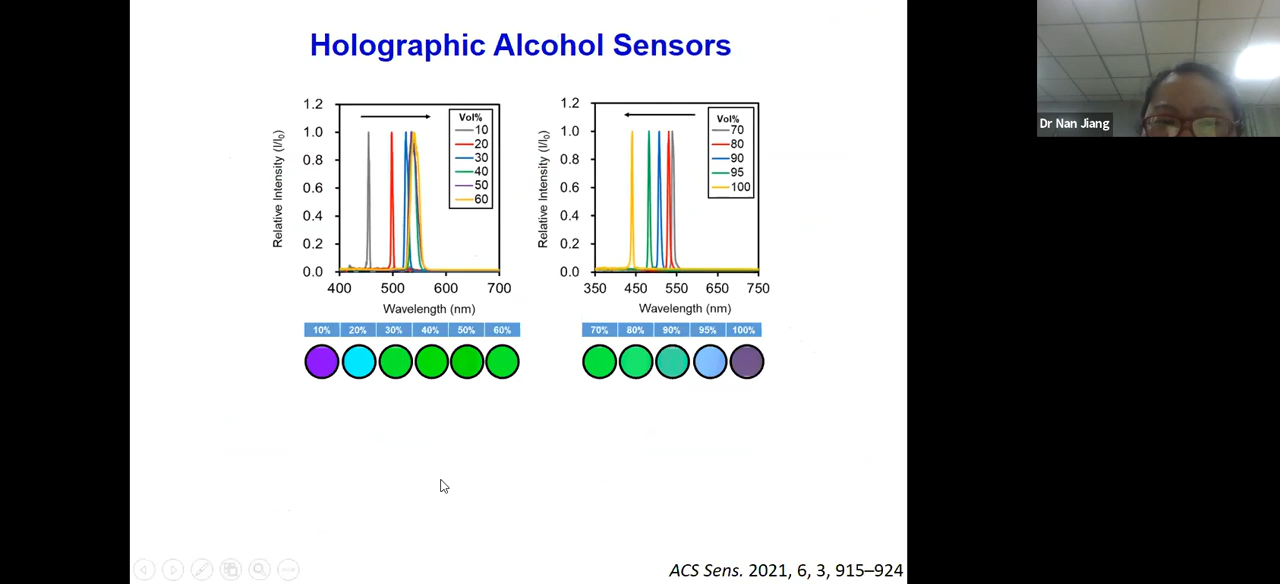 Holographic Alcohol Sensors
Dr Nan Jiang
Relative Intensity (I/I0)
1.2
1.0
0.8
0.6
0.4
0.2
0.0
400 500 600 700
Wavelength (nm)
Vol%
10
20
30
40
50
60
10% 20% 30% 40% 50% 60%
Relative Intensity (I/I0)
1.2
1.0
0.8
0.6
0.4
0.2
0.0
350 450 550 650 750
Wavelength (nm)
Vol%
70
80
90
95
100
70% 80% 90% 95% 100%
ACS Sens. 2021, 6, 3, 915–924